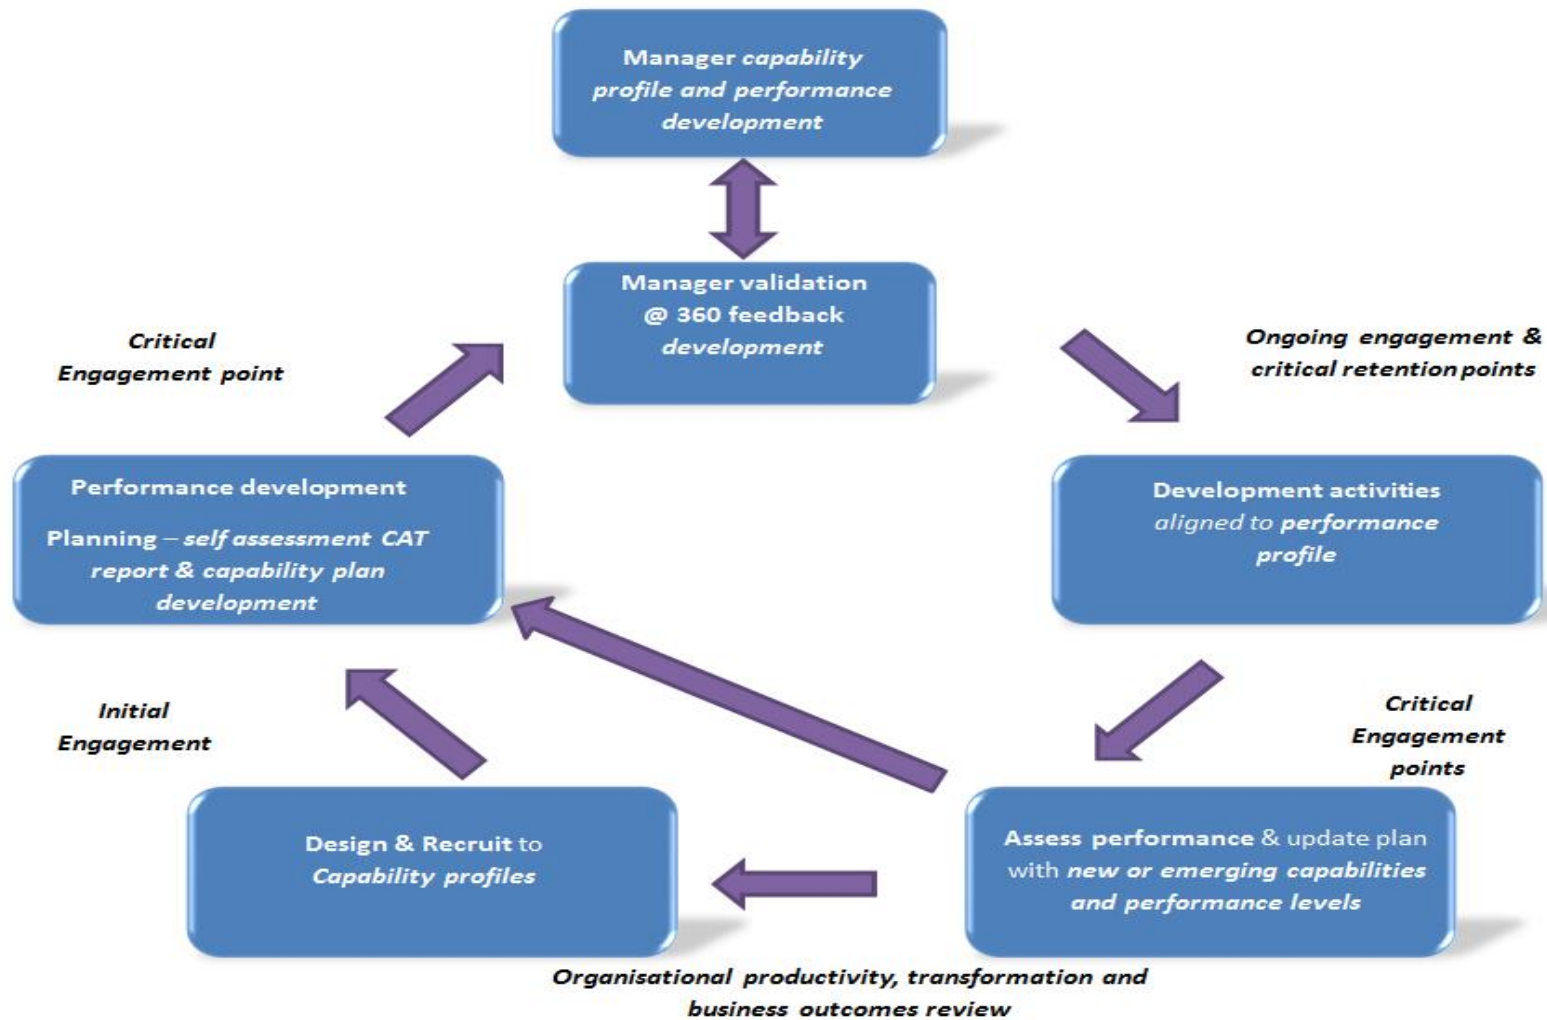 Manager capability
profile and performance
development
Manager validation
@ 360 feedback
development
Critical
Engagement point
Ongoing engagement &
critical retention points
Performance development
Planning – self assessment CAT
report & capability plan
development
Development activities
aligned to performance
profile
Initial
Engagement
Critical
Engagement
points
Design & Recruit to
Capability profiles
Assess performance & update plan
with new or emerging capabilities
and performance levels
Organisational productivity, transformation and
business outcomes review